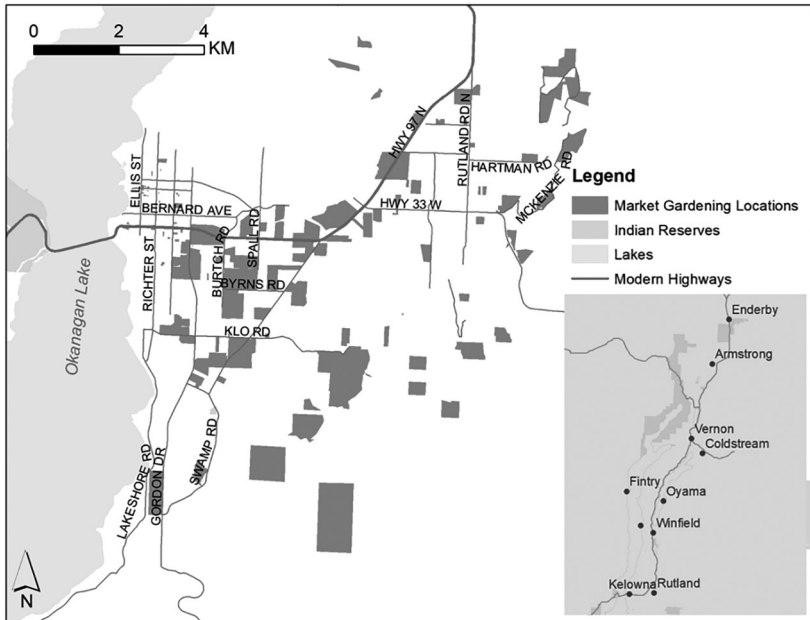 0 2 4
KM
HWY 97 N
RUTLAND RD N
HARTMAN RD
MCKENZIE RD
ELLIS ST
BERNARD AVE
HWY 33 W
SPALL RD
BURTCH RD
RICHTER ST
BYRNS RD
KLO RD
Okanagan Lake
SWAMP RD
LAKESHORE RD
GORDON DR
N
Legend
Market Gardening Locations
Indian Reserves
Lakes
Modern Highways
Enderby
Armstrong
Vernon
Coldstream
Fintry
Oyama
Winfield
Kelowna
Rutland